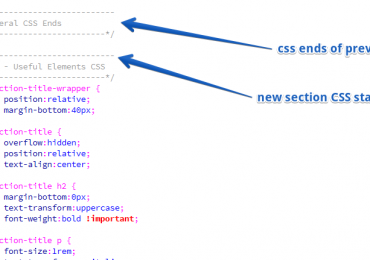 ----------------------------
eral CSS Ends
----------------------------*/
css ends of prev
----------------------------
- Useful Elements CSS
----------------------------*/
new section CSS sta
ction-title-wrapper {
position:relative;
margin-bottom:40px;
ction-title {
overflow:hidden;
position:relative;
text-align:center;
ction-title h2 {
margin-bottom:0px;
text-transform:uppercase;
font-weight:bold !important;
ction-title p {
font-size:1rem;